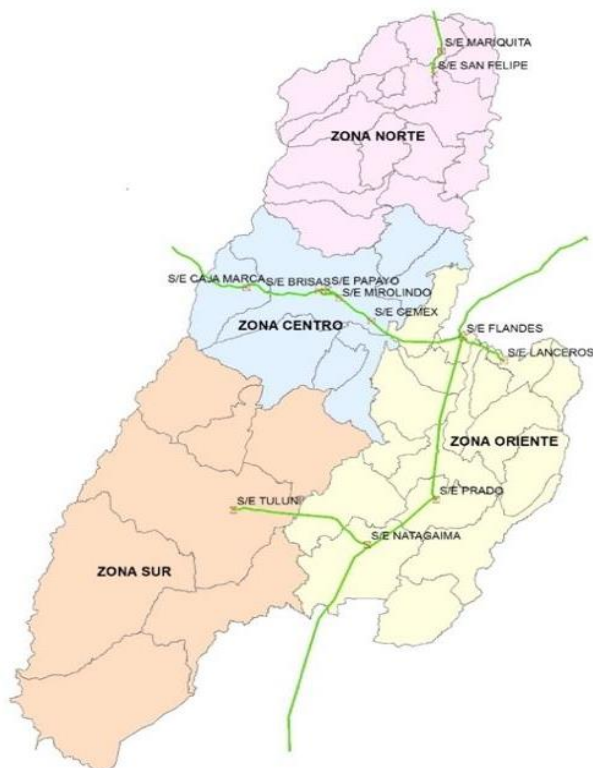 S/E MARIQUITA
S/E SAN FELIPE
ZONA NORTE
S/E CAJA MARCA
S/E BRISAS
S/E PAPAYO
S/E MIROLINDO
S/E CEMEX
ZONA CENTRO
S/E FLANDES
S/E LANCEROS
ZONA ORIENTE
S/E PRADO
S/E TULUNI
S/E NATAGAIMA
ZONA SUR